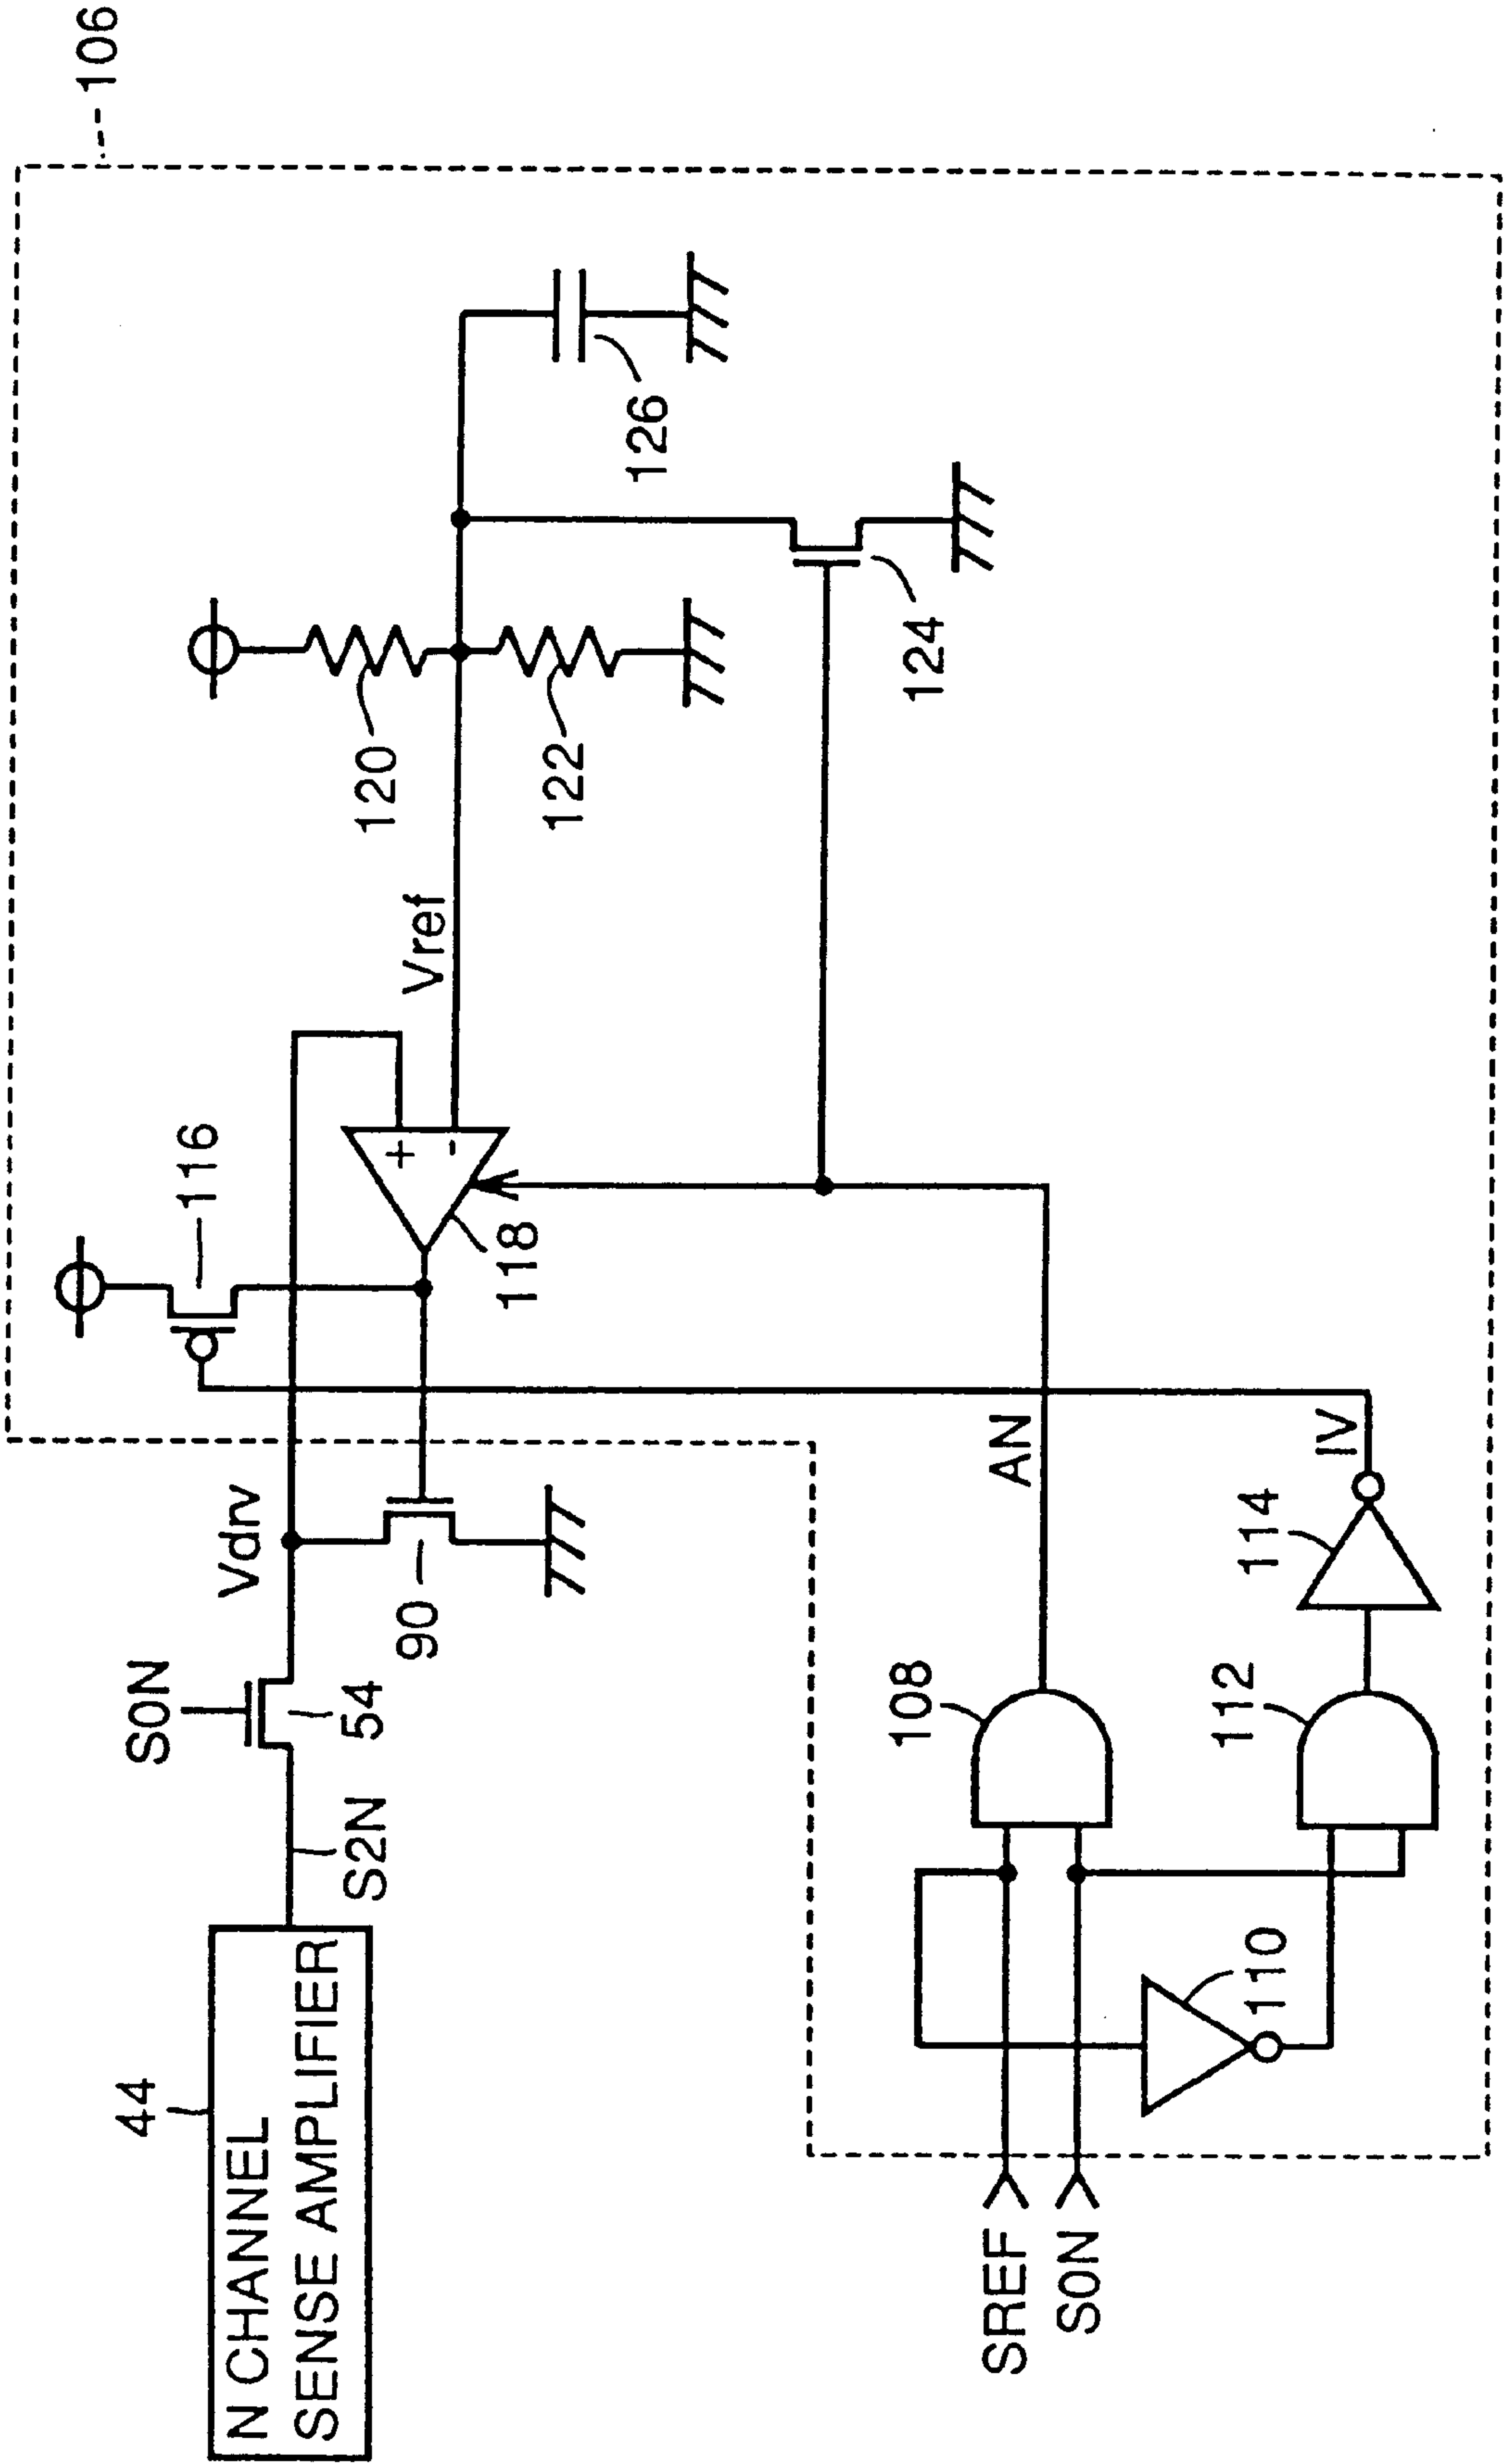 106
44
N CHANNEL
SENSE AMPLIFIER
S2N
S0N
54
Vdrv
90
116
+
-
118
Vref
120
122
126
124
SREF
S0N
110
108
AN
112
114
IV